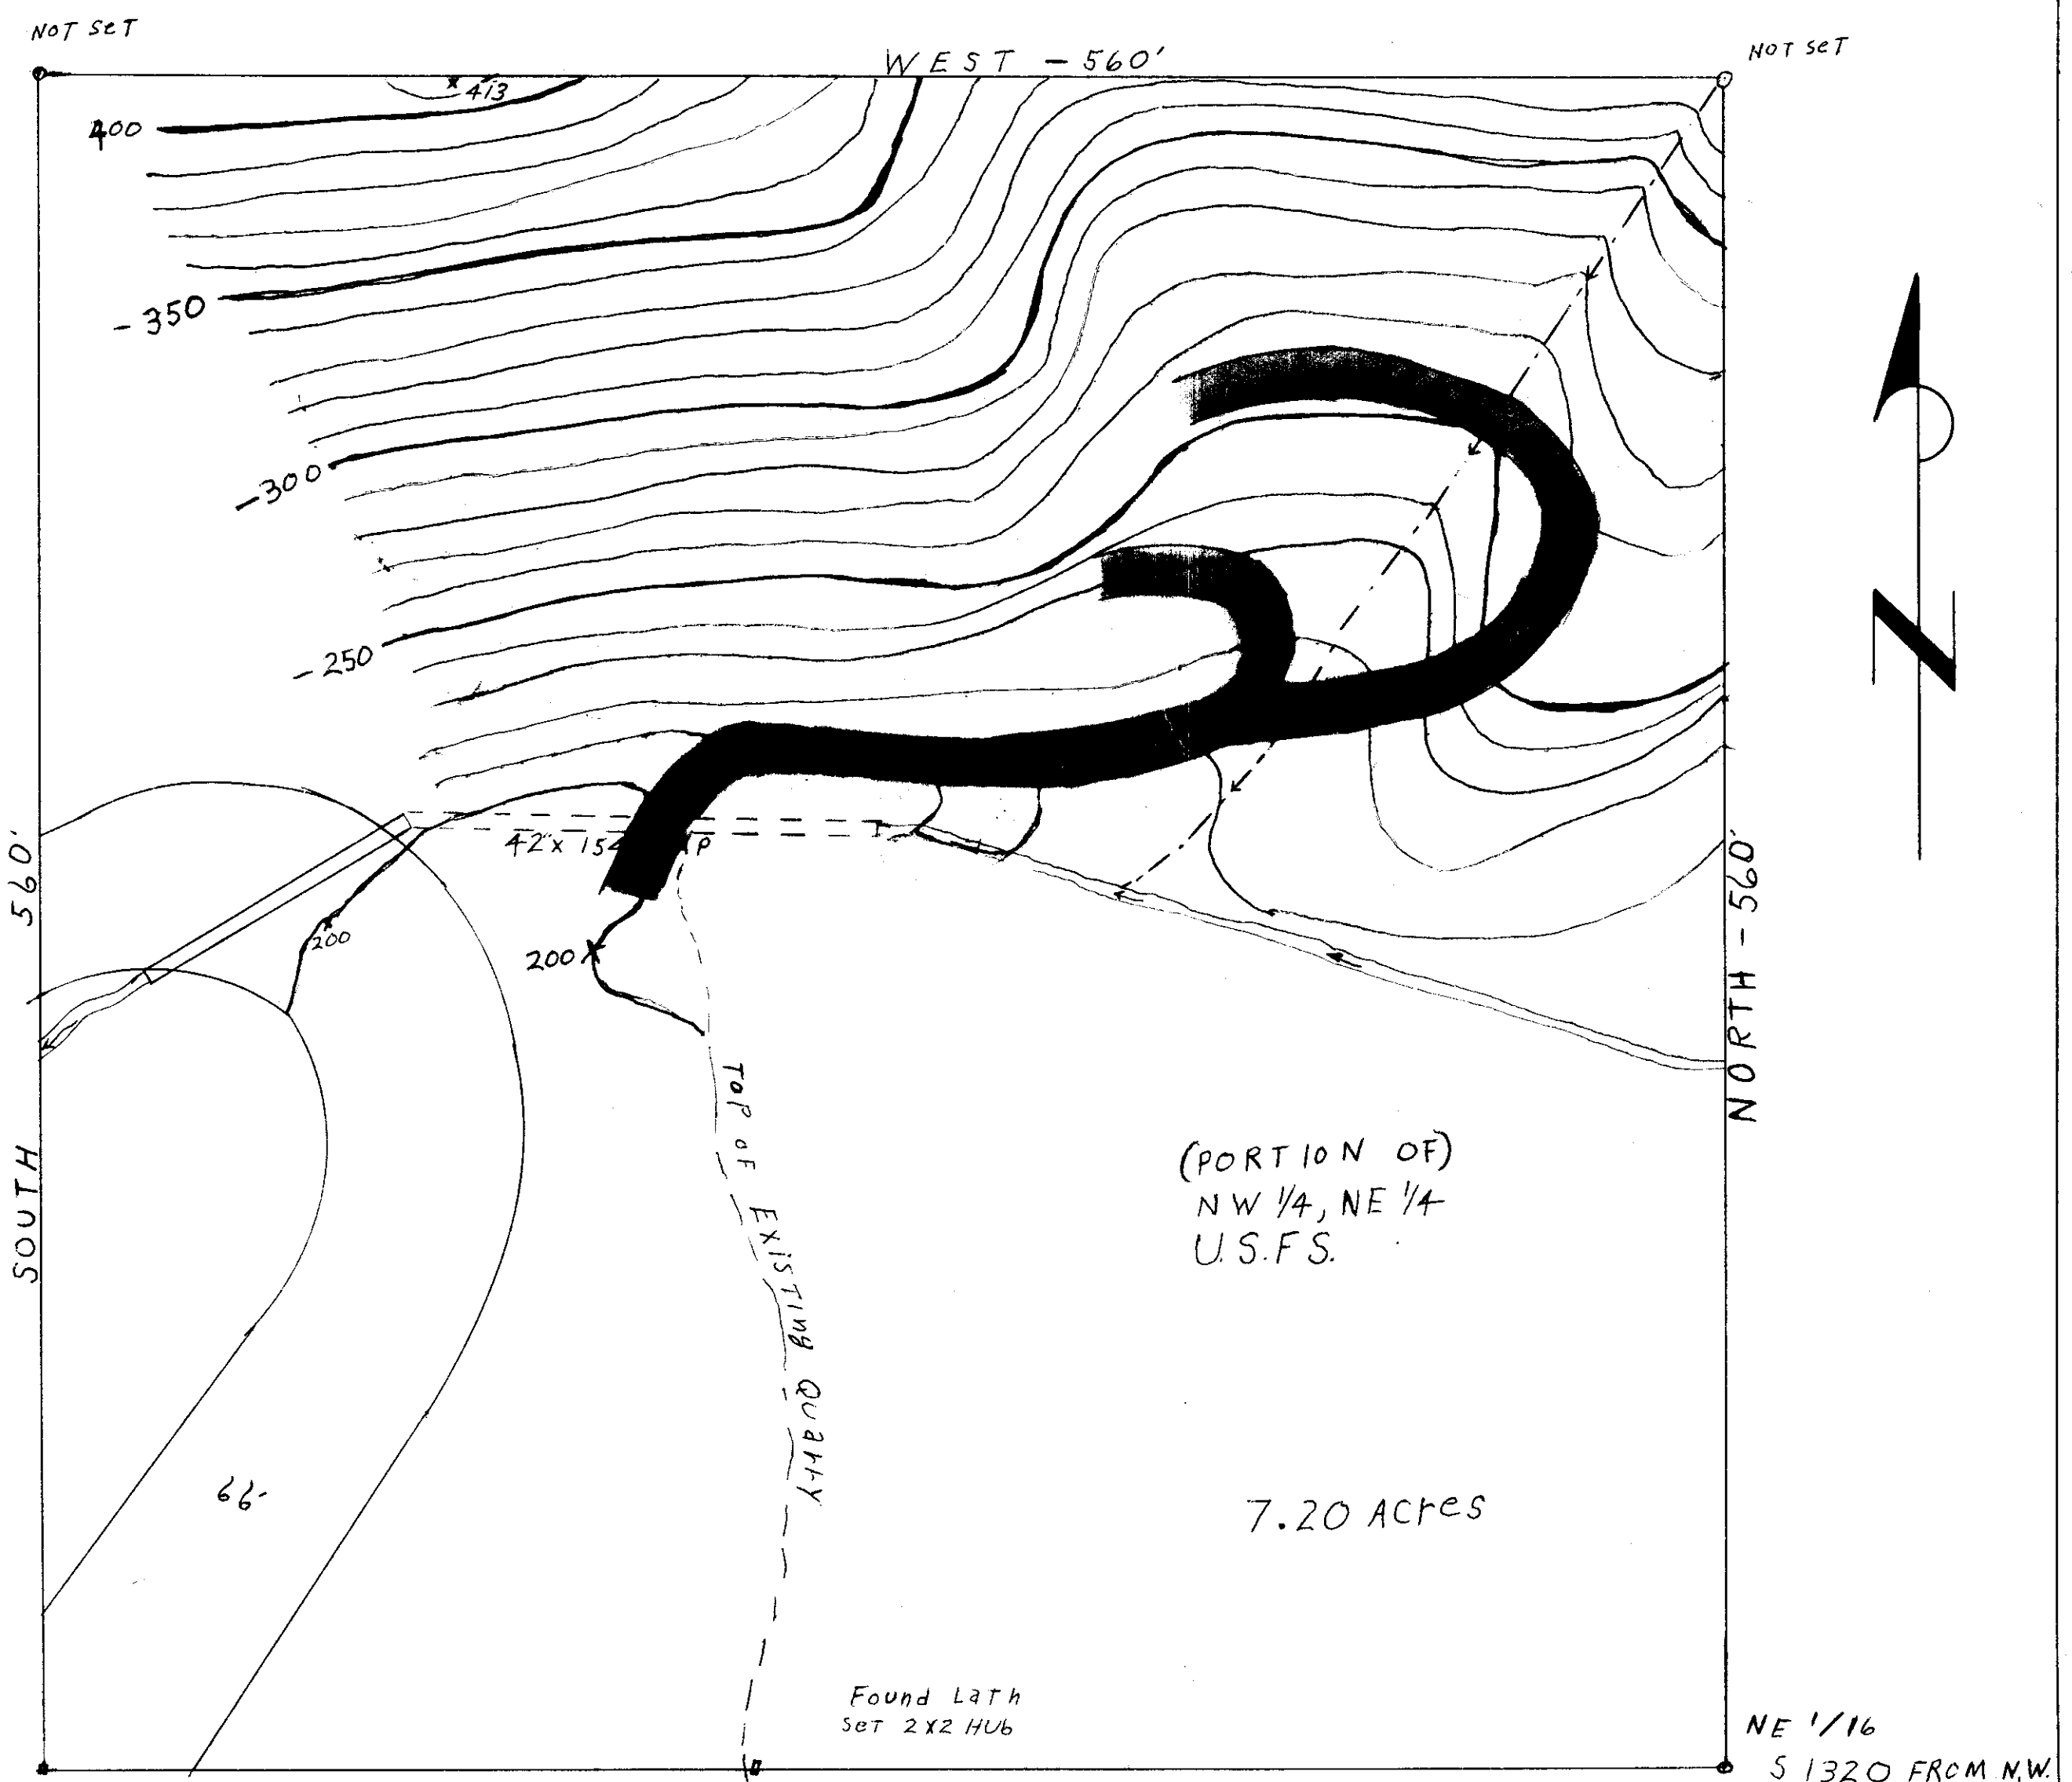 NOT SET
WEST - 560'
NOT SET
413
400
- 350
- 300
- 250
42" x 15
P
200
200
SOUTH 560'
NORTH - 560'
N
TOP OF EXISTING QUARRY
(PORTION OF)
NW 1/4, NE 1/4
U.S.F.S.
66'
7.20 Acres
Found Lath
SET 2X2 HUb
NE 1/16
S 1320 FROM N.W.